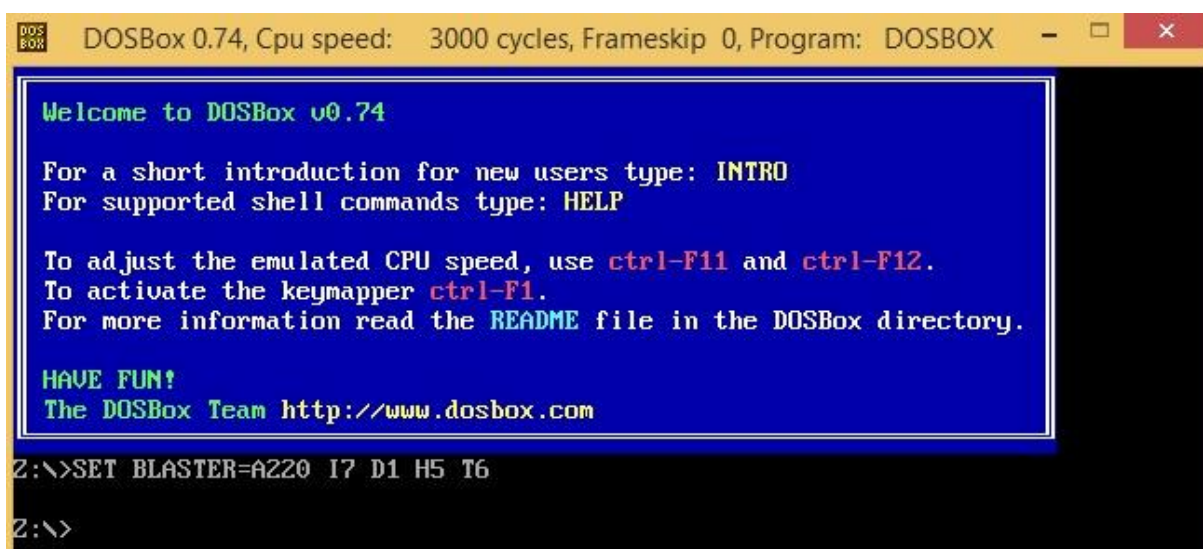 DOS
BOX
DOSBox 0.74, Cpu speed: 3000 cycles, Frameskip 0, Program: DOSBOX
Welcome to DOSBox v0.74
For a short introduction for new users type: INTRO
For supported shell commands type: HELP
To adjust the emulated CPU speed, use ctrl-F11 and ctrl-F12.
To activate the keymapper ctrl-F1.
For more information read the README file in the DOSBox directory.
HAVE FUN!
The DOSBox Team http://www.dosbox.com
Z:\>SET BLASTER=A220 I7 D1 H5 T6
Z:\>